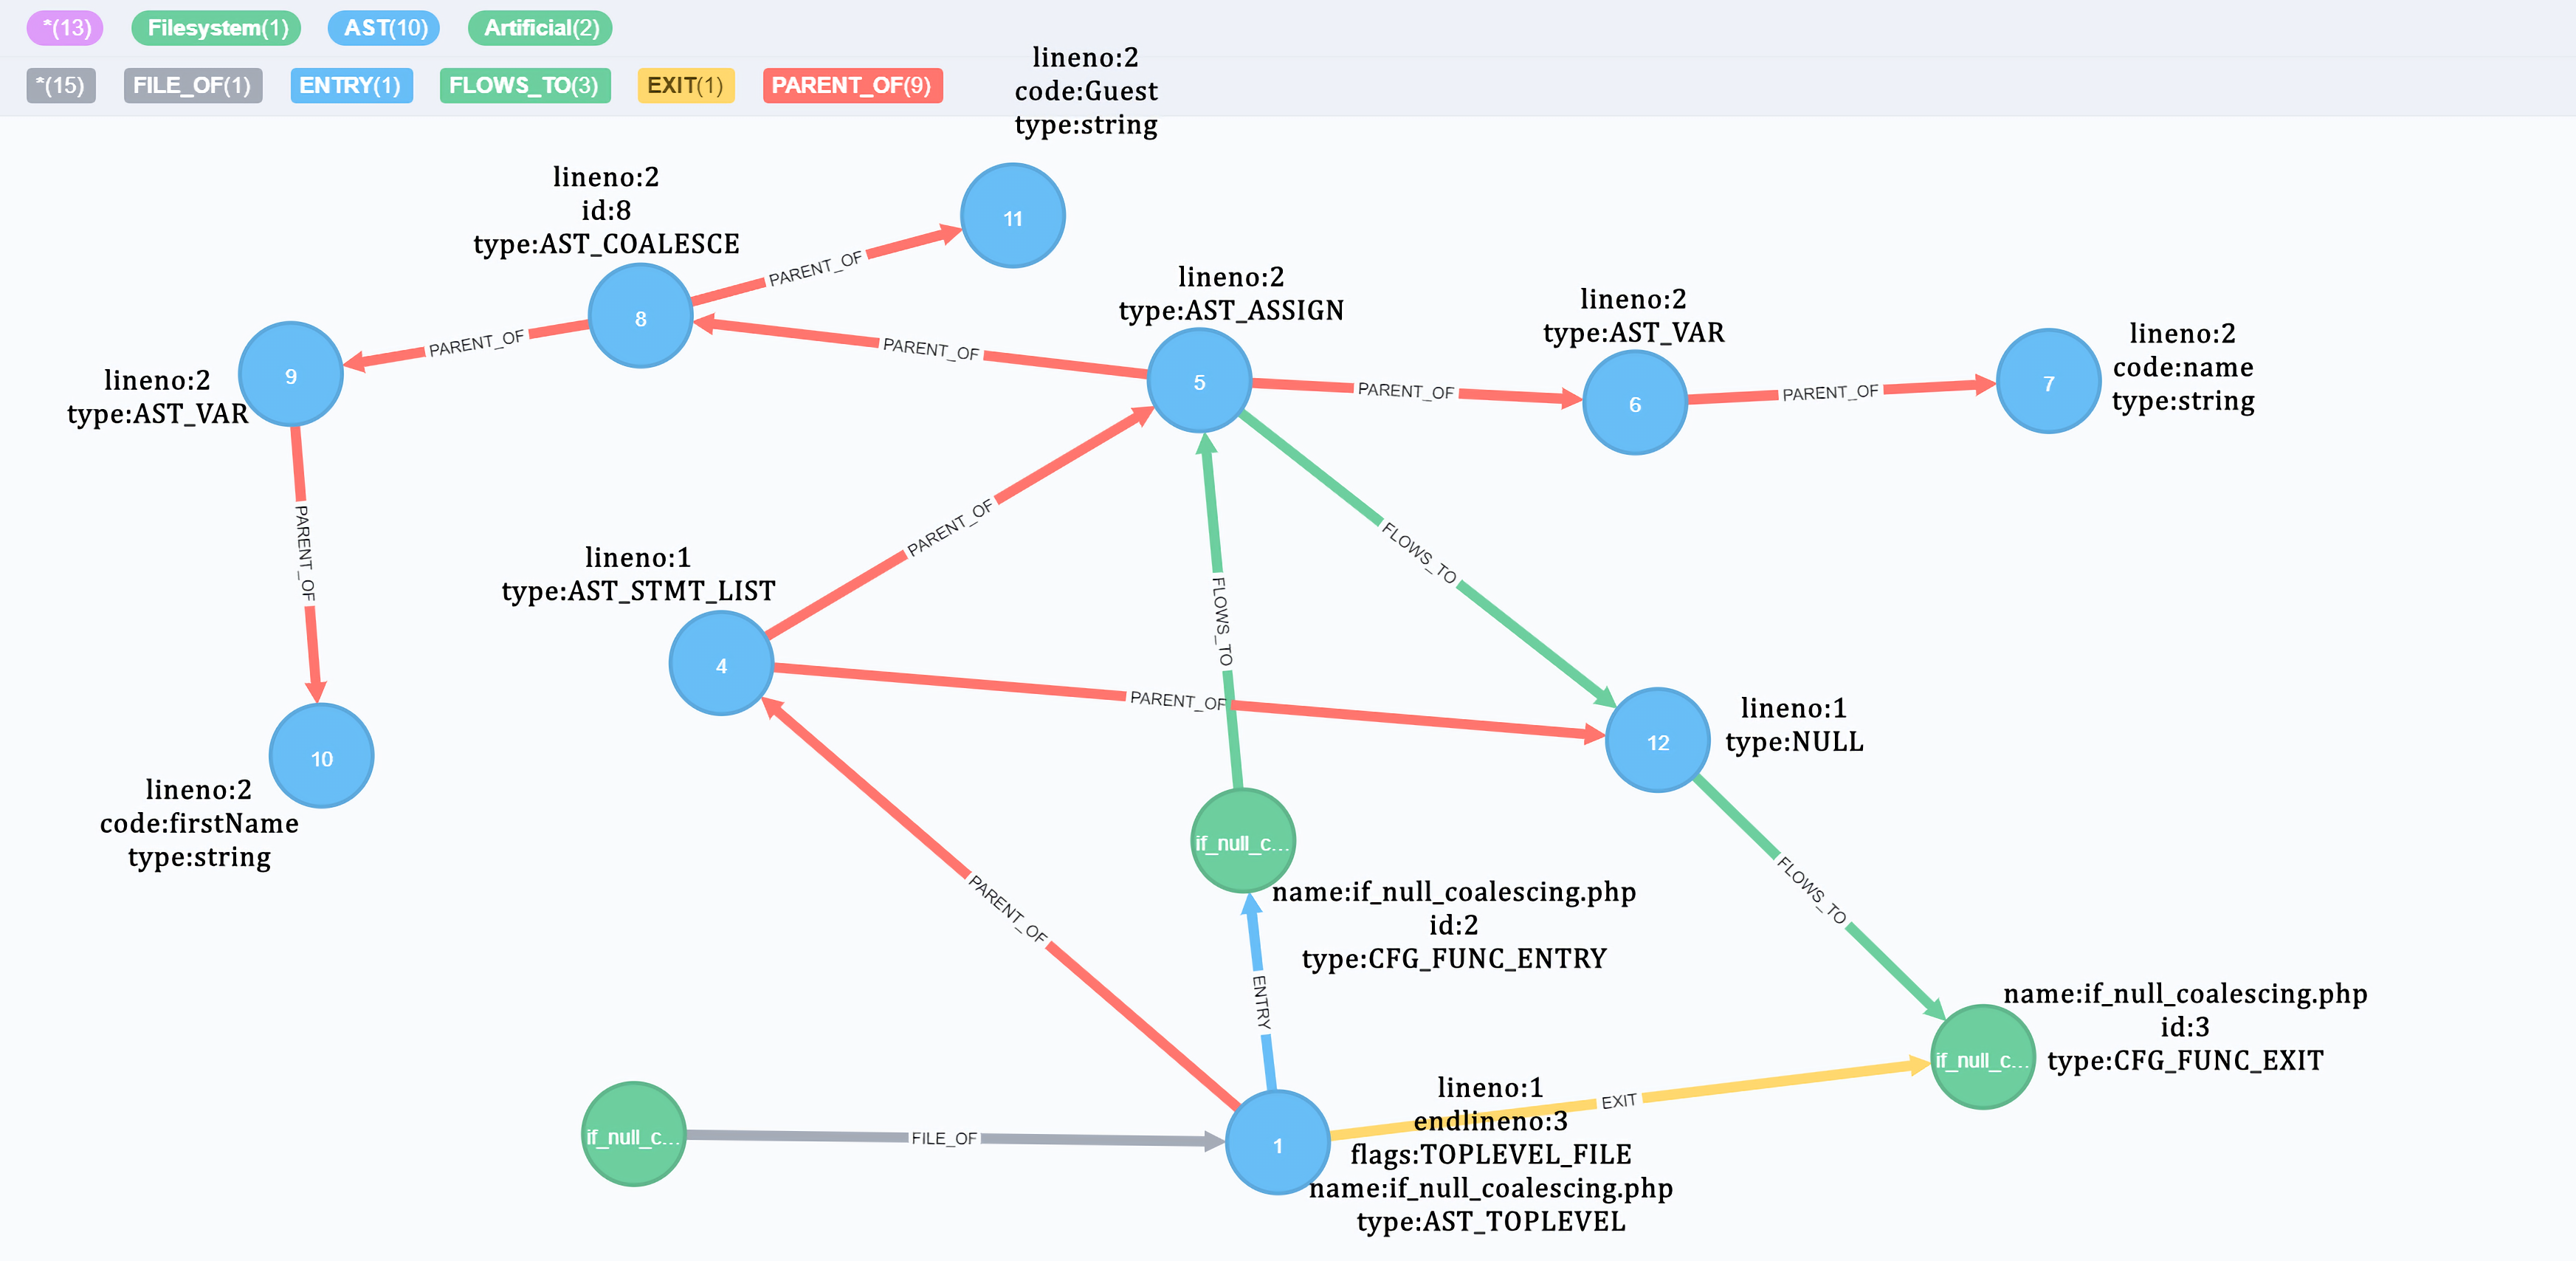 *(13) Filesystem(1) AST(10) Artificial(2)
*(15) FILE_OF(1) ENTRY(1) FLOWS_TO(3) EXIT(1) PARENT_OF(9)
lineno:2
code:Guest
type:string
11
lineno:2
id:8
type:AST_COALESCE
8
PARENT_OF
lineno:2
type:AST_ASSIGN
5
PARENT_OF
PARENT_OF
lineno:2
type:AST_VAR
6
PARENT_OF
7
lineno:2
code:name
type:string
PARENT_OF
9
lineno:2
type:AST_VAR
PARENT_OF
10
lineno:2
code:firstName
type:string
lineno:1
type:AST_STMT_LIST
4
PARENT_OF
PARENT_OF
FLOWS_TO
FLOWS_TO
12
lineno:1
type:NULL
if_null_c...
name:if_null_coalescing.php
id:2
type:CFG_FUNC_ENTRY
PARENT_OF
ENTRY
FLOWS_TO
name:if_null_coalescing.php
id:3
type:CFG_FUNC_EXIT
if_null_c...
EXIT
if_null_c...
FILE_OF
1
lineno:1
endlineno:3
flags:TOPLEVEL_FILE
name:if_null_coalescing.php
type:AST_TOPLEVEL